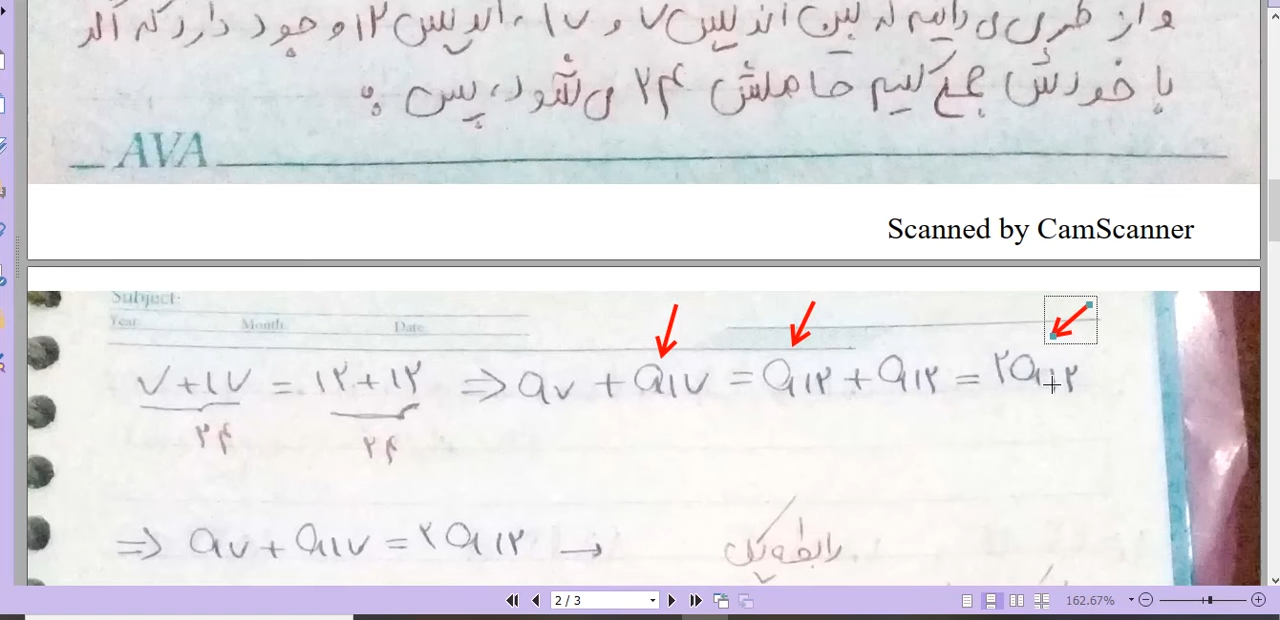 و از طرفی می دانیم که بین اندیس ۷ و ۱۷ ، اندیس ۱۲ وجود دارد که اگر
با خودش جمع کنیم حاصلش ۲۴ می شود، پس :
AVA
Scanned by CamScanner
Subject:
Year Month Date
۷ + ۱۷ = ۱۲ + ۱۲ ⇒ a۷ + a۱۷ = a۱۲ + a۱۲ = ۲a۱۲
۲۴ ۲۴
⇒ a۷ + a۱۷ = ۲a۱۲ → رابطه یک
2 / 3 162.67%